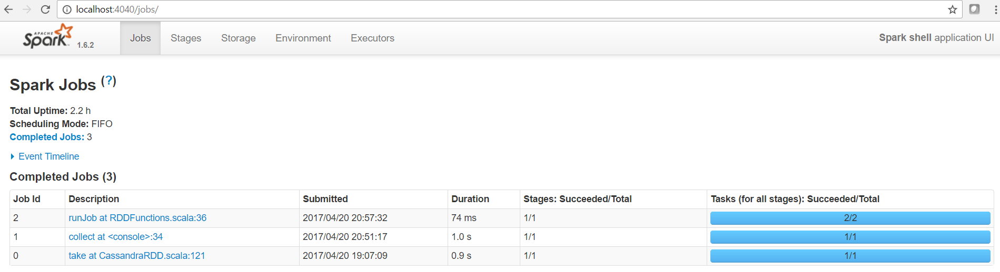 localhost:4040/jobs/
APACHE
Spark™ 1.6.2 Jobs Stages Storage Environment Executors Spark shell application UI
Spark Jobs (?)
Total Uptime: 2.2 h
Scheduling Mode: FIFO
Completed Jobs: 3
Event Timeline
Completed Jobs (3)
Job Id Description Submitted Duration Stages: Succeeded/Total Tasks (for all stages): Succeeded/Total
2 runJob at RDDFunctions.scala:36 2017/04/20 20:57:32 74 ms 1/1 2/2
1 collect at <console>:34 2017/04/20 20:51:17 1.0 s 1/1 1/1
0 take at CassandraRDD.scala:121 2017/04/20 19:07:09 0.9 s 1/1 1/1